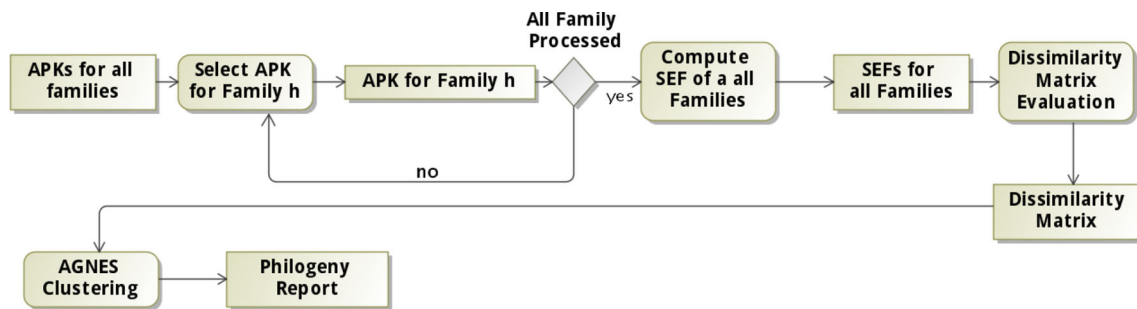 All Family
Processed
APKs for all
families
Select APK
for Family h
APK for Family h
yes
Compute
SEF of a all
Families
SEFs for
all Families
Dissimilarity
Matrix
Evaluation
no
Dissimilarity
Matrix
AGNES
Clustering
Philogeny
Report